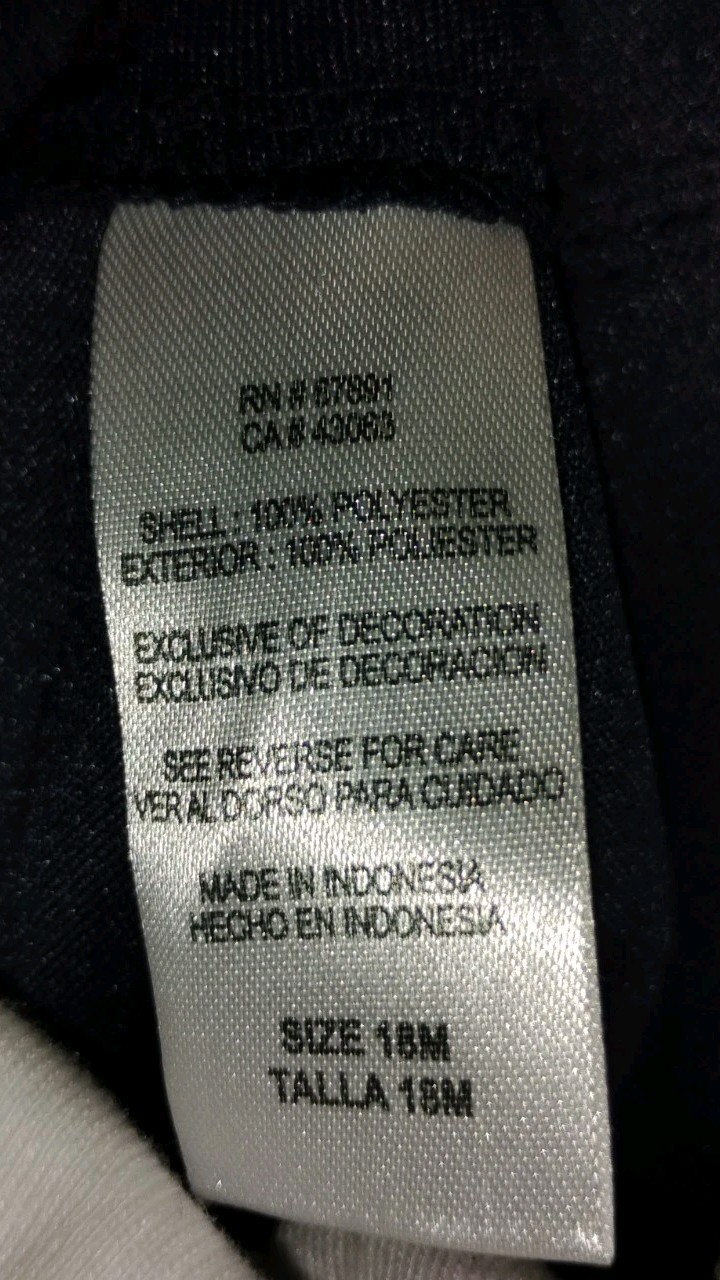 RN # 67891
CA # 43063
SHELL : 100% POLYESTER
EXTERIOR : 100% POLIESTER
EXCLUSIVE OF DECORATION
EXCLUSIVO DE DECORACION
SEE REVERSE FOR CARE
VER AL DORSO PARA CUIDADO
MADE IN INDONESIA
HECHO EN INDONESIA
SIZE 18M
TALLA 18M